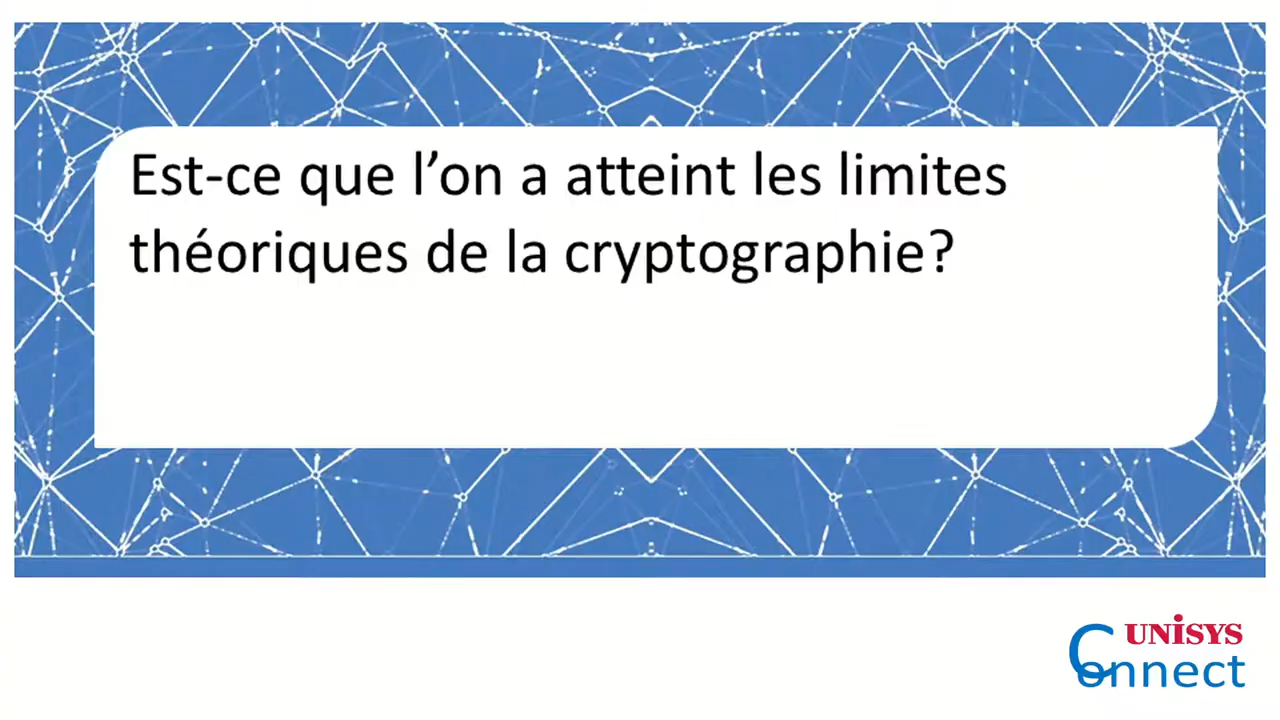 Est-ce que l’on a atteint les limites
théoriques de la cryptographie?
UNiSYS
Connect